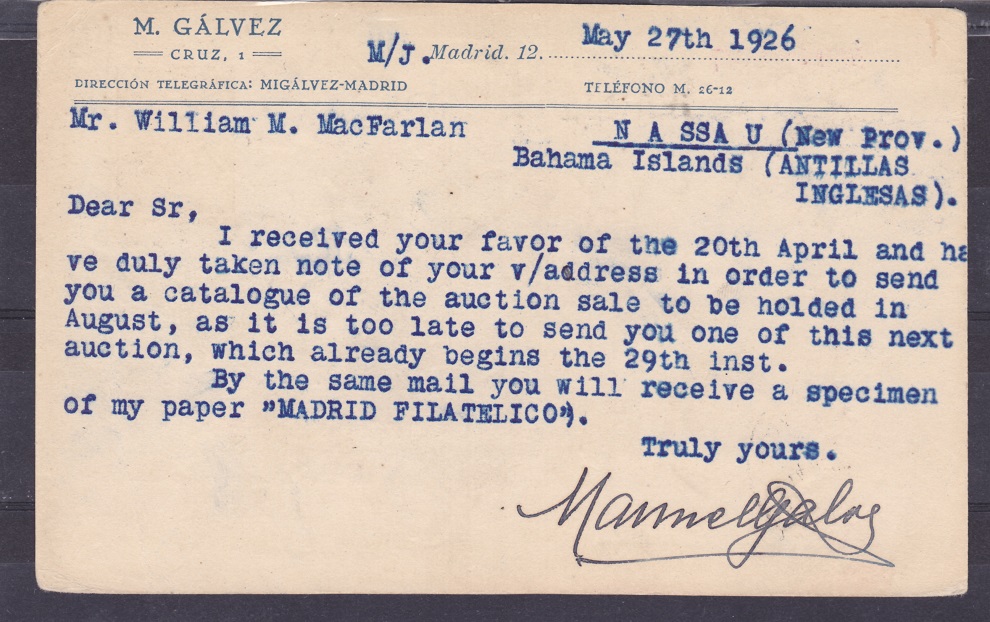 M. GÁLVEZ
CRUZ, 1
M/J. Madrid. 12. May 27th 1926
DIRECCIÓN TELEGRÁFICA: MIGÁLVEZ-MADRID TELÉFONO M. 26-12
Mr. William M. MacFarlan N A SSA U (New Prov.)
Bahama Islands (ANTILLAS
INGLESAS).
Dear Sr,
I received your favor of the 20th April and ha
ve duly taken note of your v/address in order to send
you a catalogue of the auction sale to be holded in
August, as it is too late to send you one of this next
auction, which already begins the 29th inst.
By the same mail you will receive a specimen
of my paper "MADRID FILATELICO").
Truly yours.
Manuel Galvez